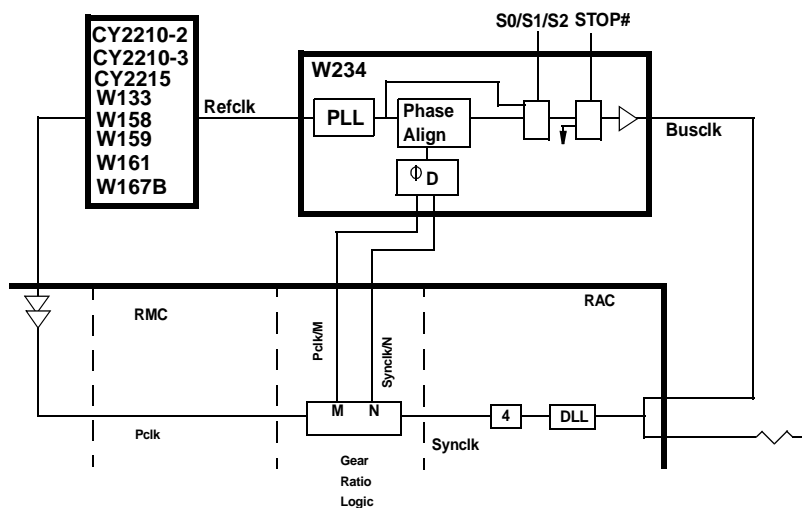 S0/S1/S2 STOP#
CY2210-2
CY2210-3
CY2215
W133
W158
W159
W161
W167B
Refclk
W234
PLL
Phase
Align
Φ D
Busclk
RMC
RAC
Pclk/M
Synclk/N
M N
4
DLL
Pclk
Synclk
Gear
Ratio
Logic